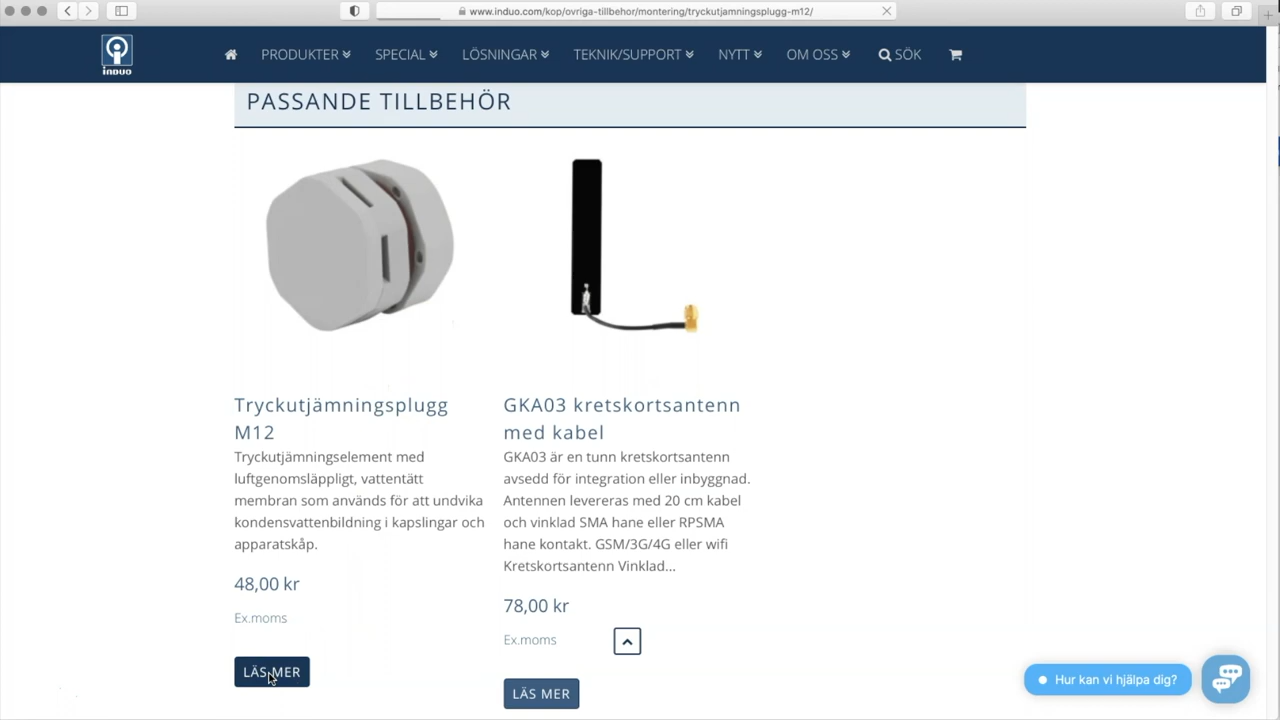 www.induo.com/kop/ovriga-tillbehor/montering/tryckutjamningsplugg-m12/
INDUO
PRODUKTER
SPECIAL
LÖSNINGAR
TEKNIK/SUPPORT
NYTT
OM OSS
SÖK
PASSANDE TILLBEHÖR
Tryckutjämningsplugg
M12
Tryckutjämningselement med
luftgenomsläppligt, vattentätt
membran som används för att undvika
kondensvattenbildning i kapslingar och
apparatskåp.
48,00 kr
Ex.moms
LÄS MER
GKA03 kretskortsantenn
med kabel
GKA03 är en tunn kretskortsantenn
avsedd för integration eller inbyggnad.
Antennen levereras med 20 cm kabel
och vinklad SMA hane eller RPSMA
hane kontakt. GSM/3G/4G eller wifi
Kretskortsantenn Vinklad...
78,00 kr
Ex.moms
LÄS MER
Hur kan vi hjälpa dig?